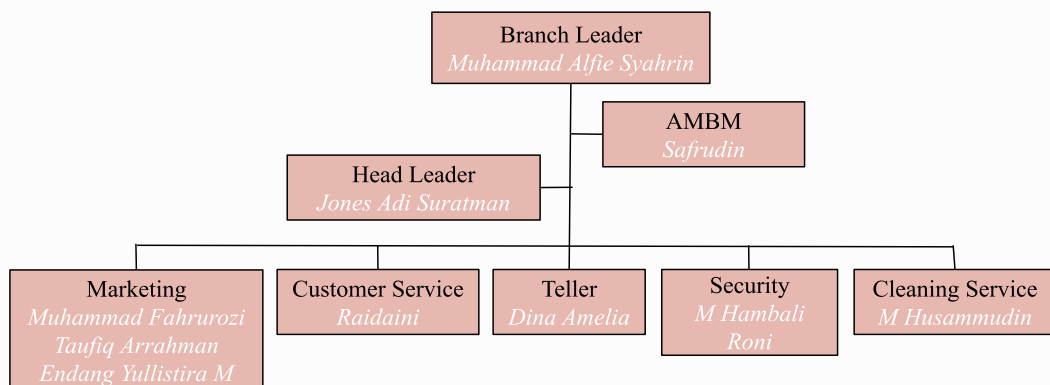 Branch Leader
Muhammad Alfie Syahrin
AMBM
Safrudin
Head Leader
Jones Adi Suratman
Marketing
Muhammad Fahrurozi
Taufiq Arrahman
Endang Yullistira M
Customer Service
Raidaini
Teller
Dina Amelia
Security
M Hambali
Roni
Cleaning Service
M Husammudin